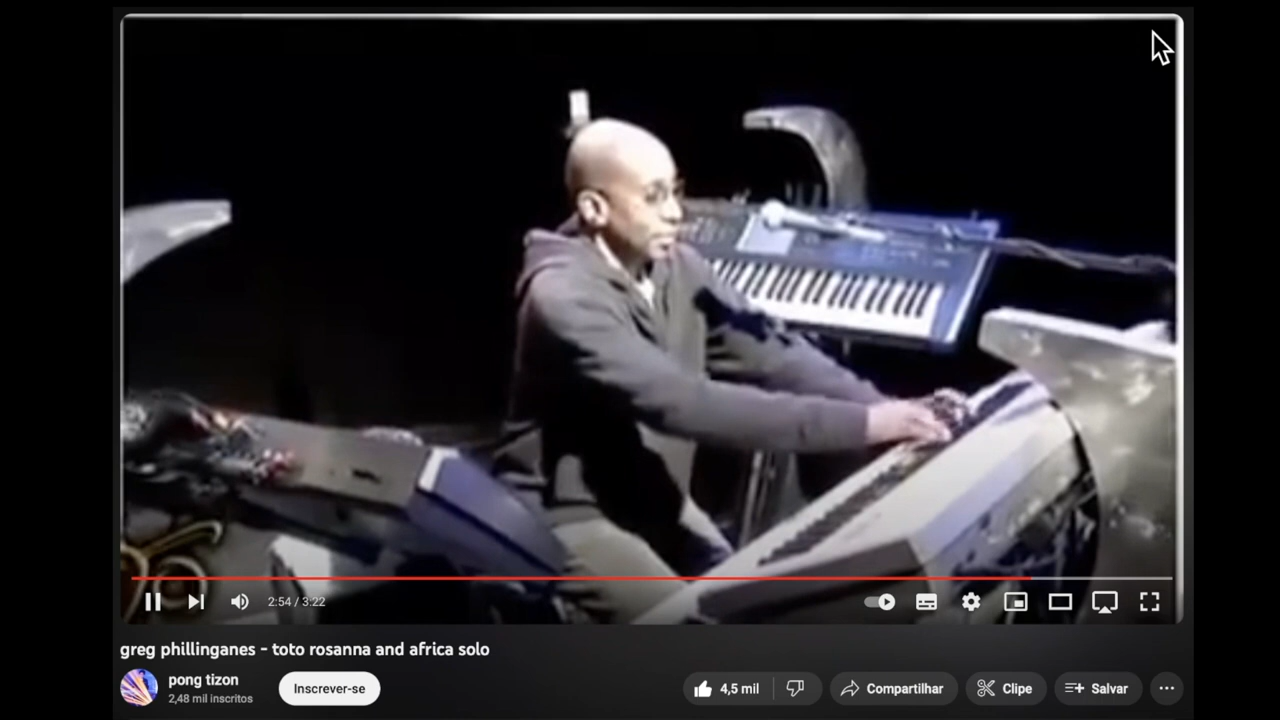 2:54 / 3:22
greg phillinganes - toto rosanna and africa solo
pong tizon
2,48 mil inscritos
Inscrever-se
4,5 mil
Compartilhar
Clipe
Salvar